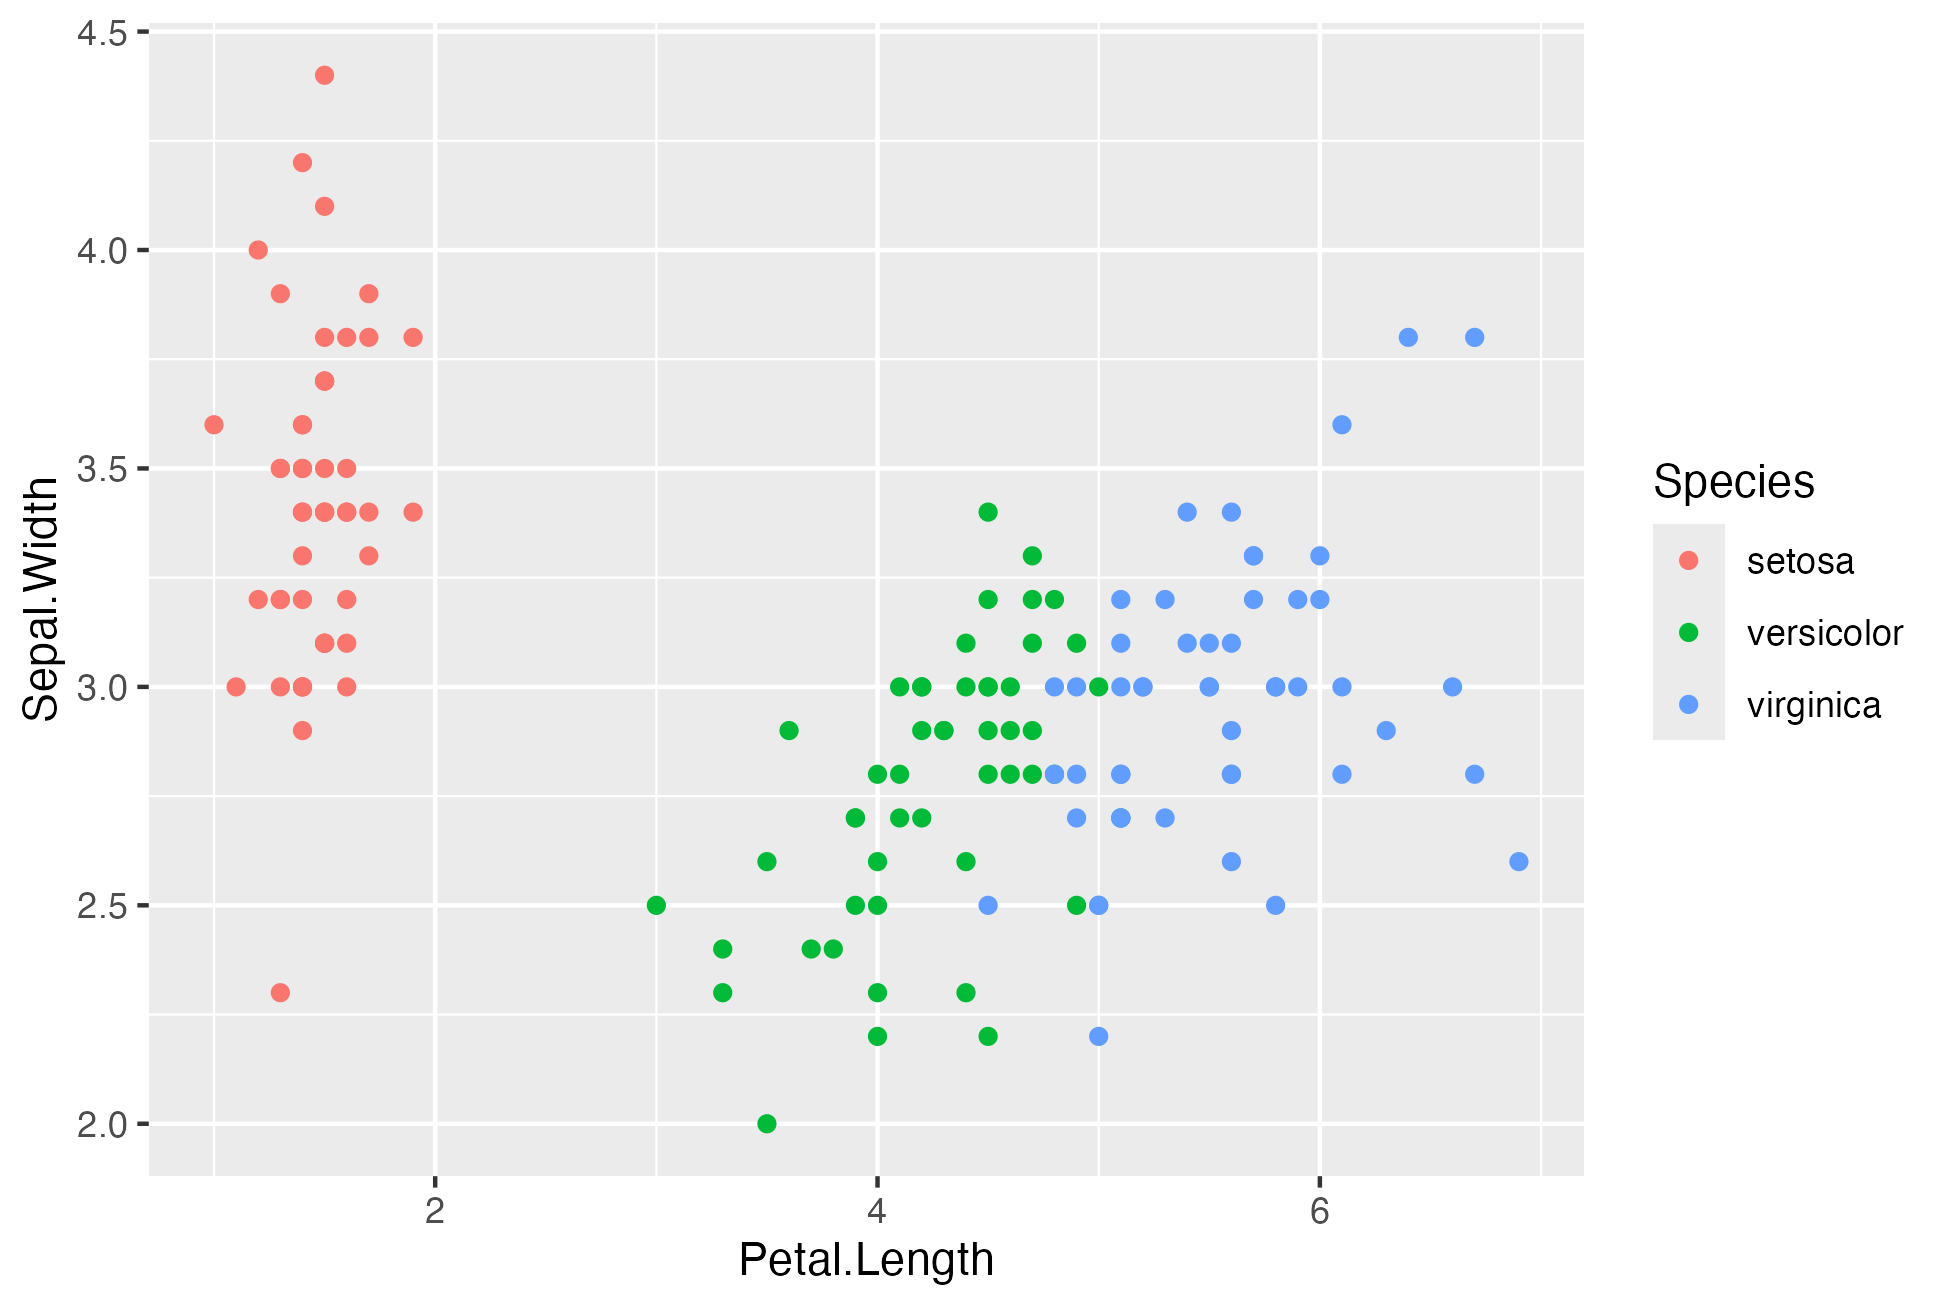 4.5
4.0
3.5
3.0
2.5
2.0
Sepal.Width
2 4 6
Petal.Length
Species
setosa
versicolor
virginica